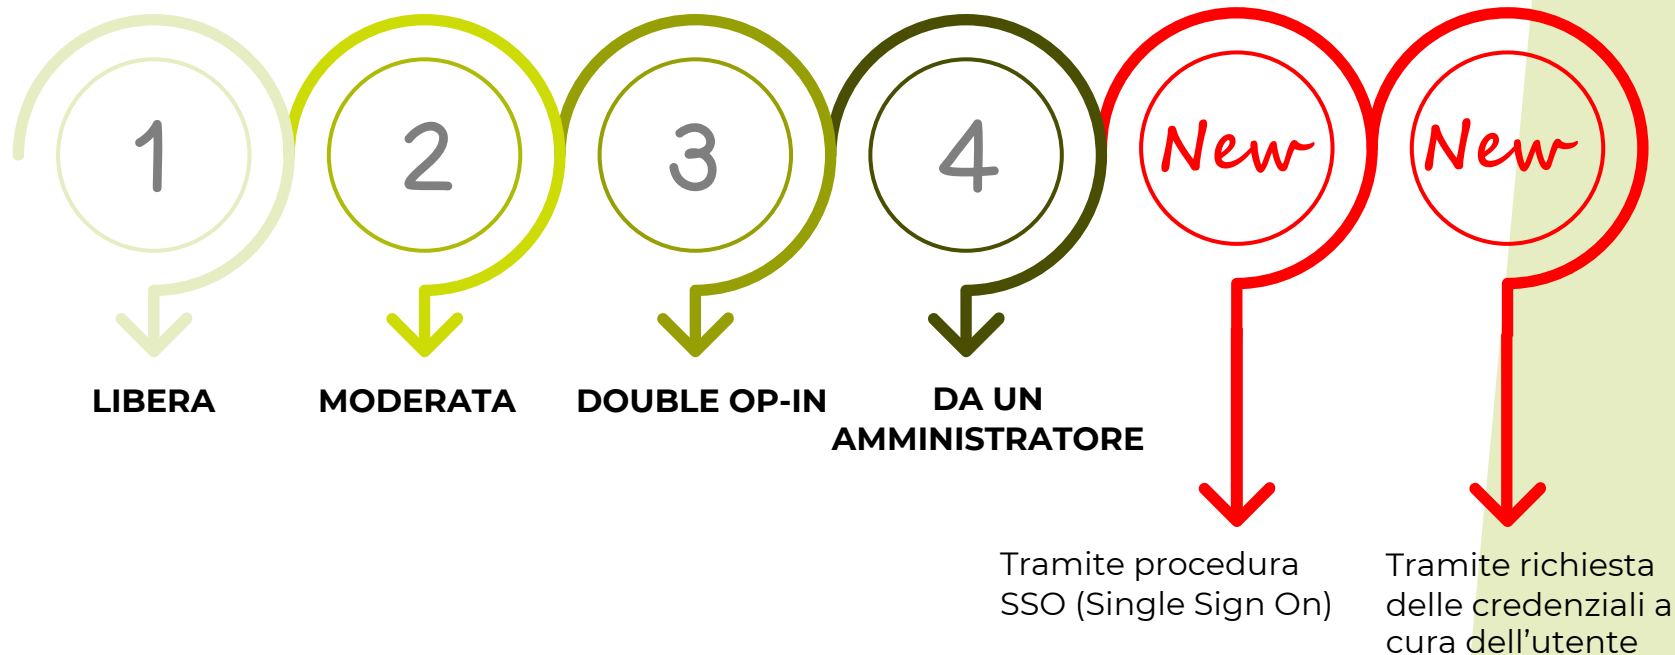 1
2
3
4
New
New
LIBERA
MODERATA
DOUBLE OP-IN
DA UN
AMMINISTRATORE
Tramite procedura
SSO (Single Sign On)
Tramite richiesta
delle credenziali a
cura dell'utente